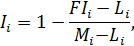 I_i = 1 − \frac{FI_i − L_i}{M_i − L_i},